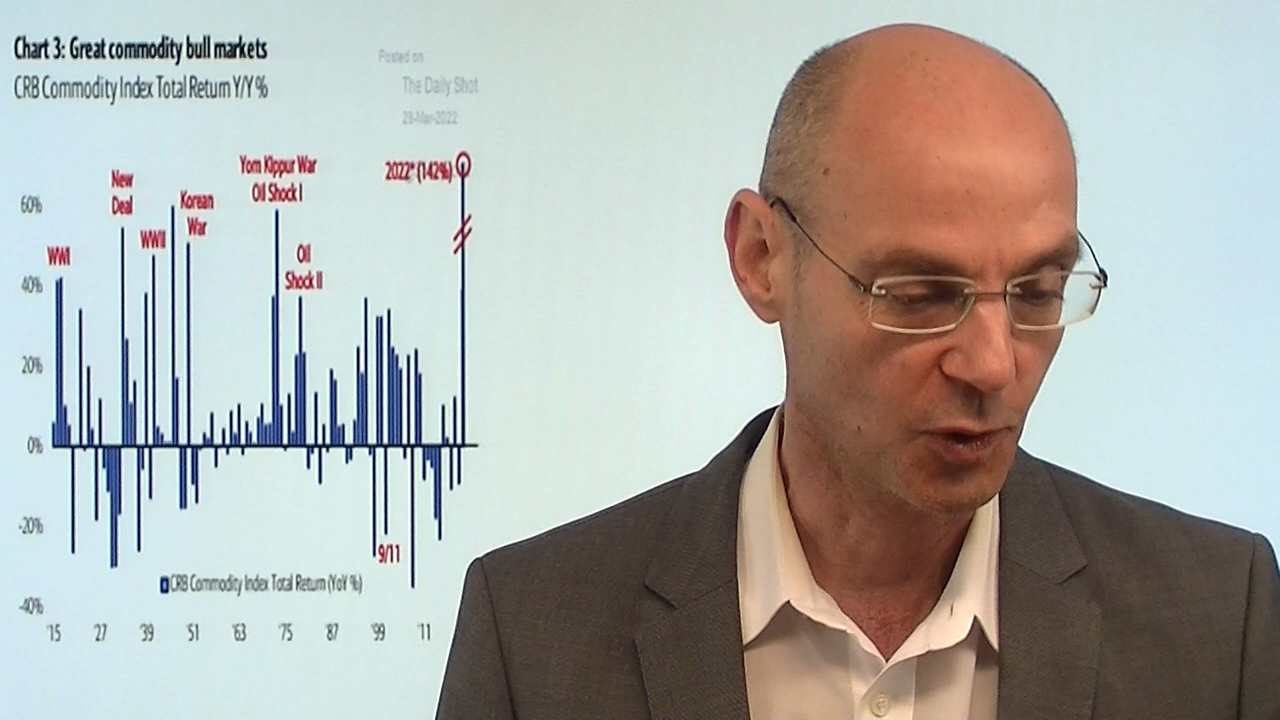 Chart 3: Great commodity bull markets
CRB Commodity Index Total Return Y/Y %
Posted on
The Daily Shot
28-Mar-2022
60%
40%
20%
0%
-20%
-40%
WWI
New
Deal
WWII
Korean
War
Yom Kippur War
Oil Shock I
Oil
Shock II
2022* (142%)
9/11
CRB Commodity Index Total Return (YoY %)
'15 '27 '39 '51 '63 '75 '87 '99 '11